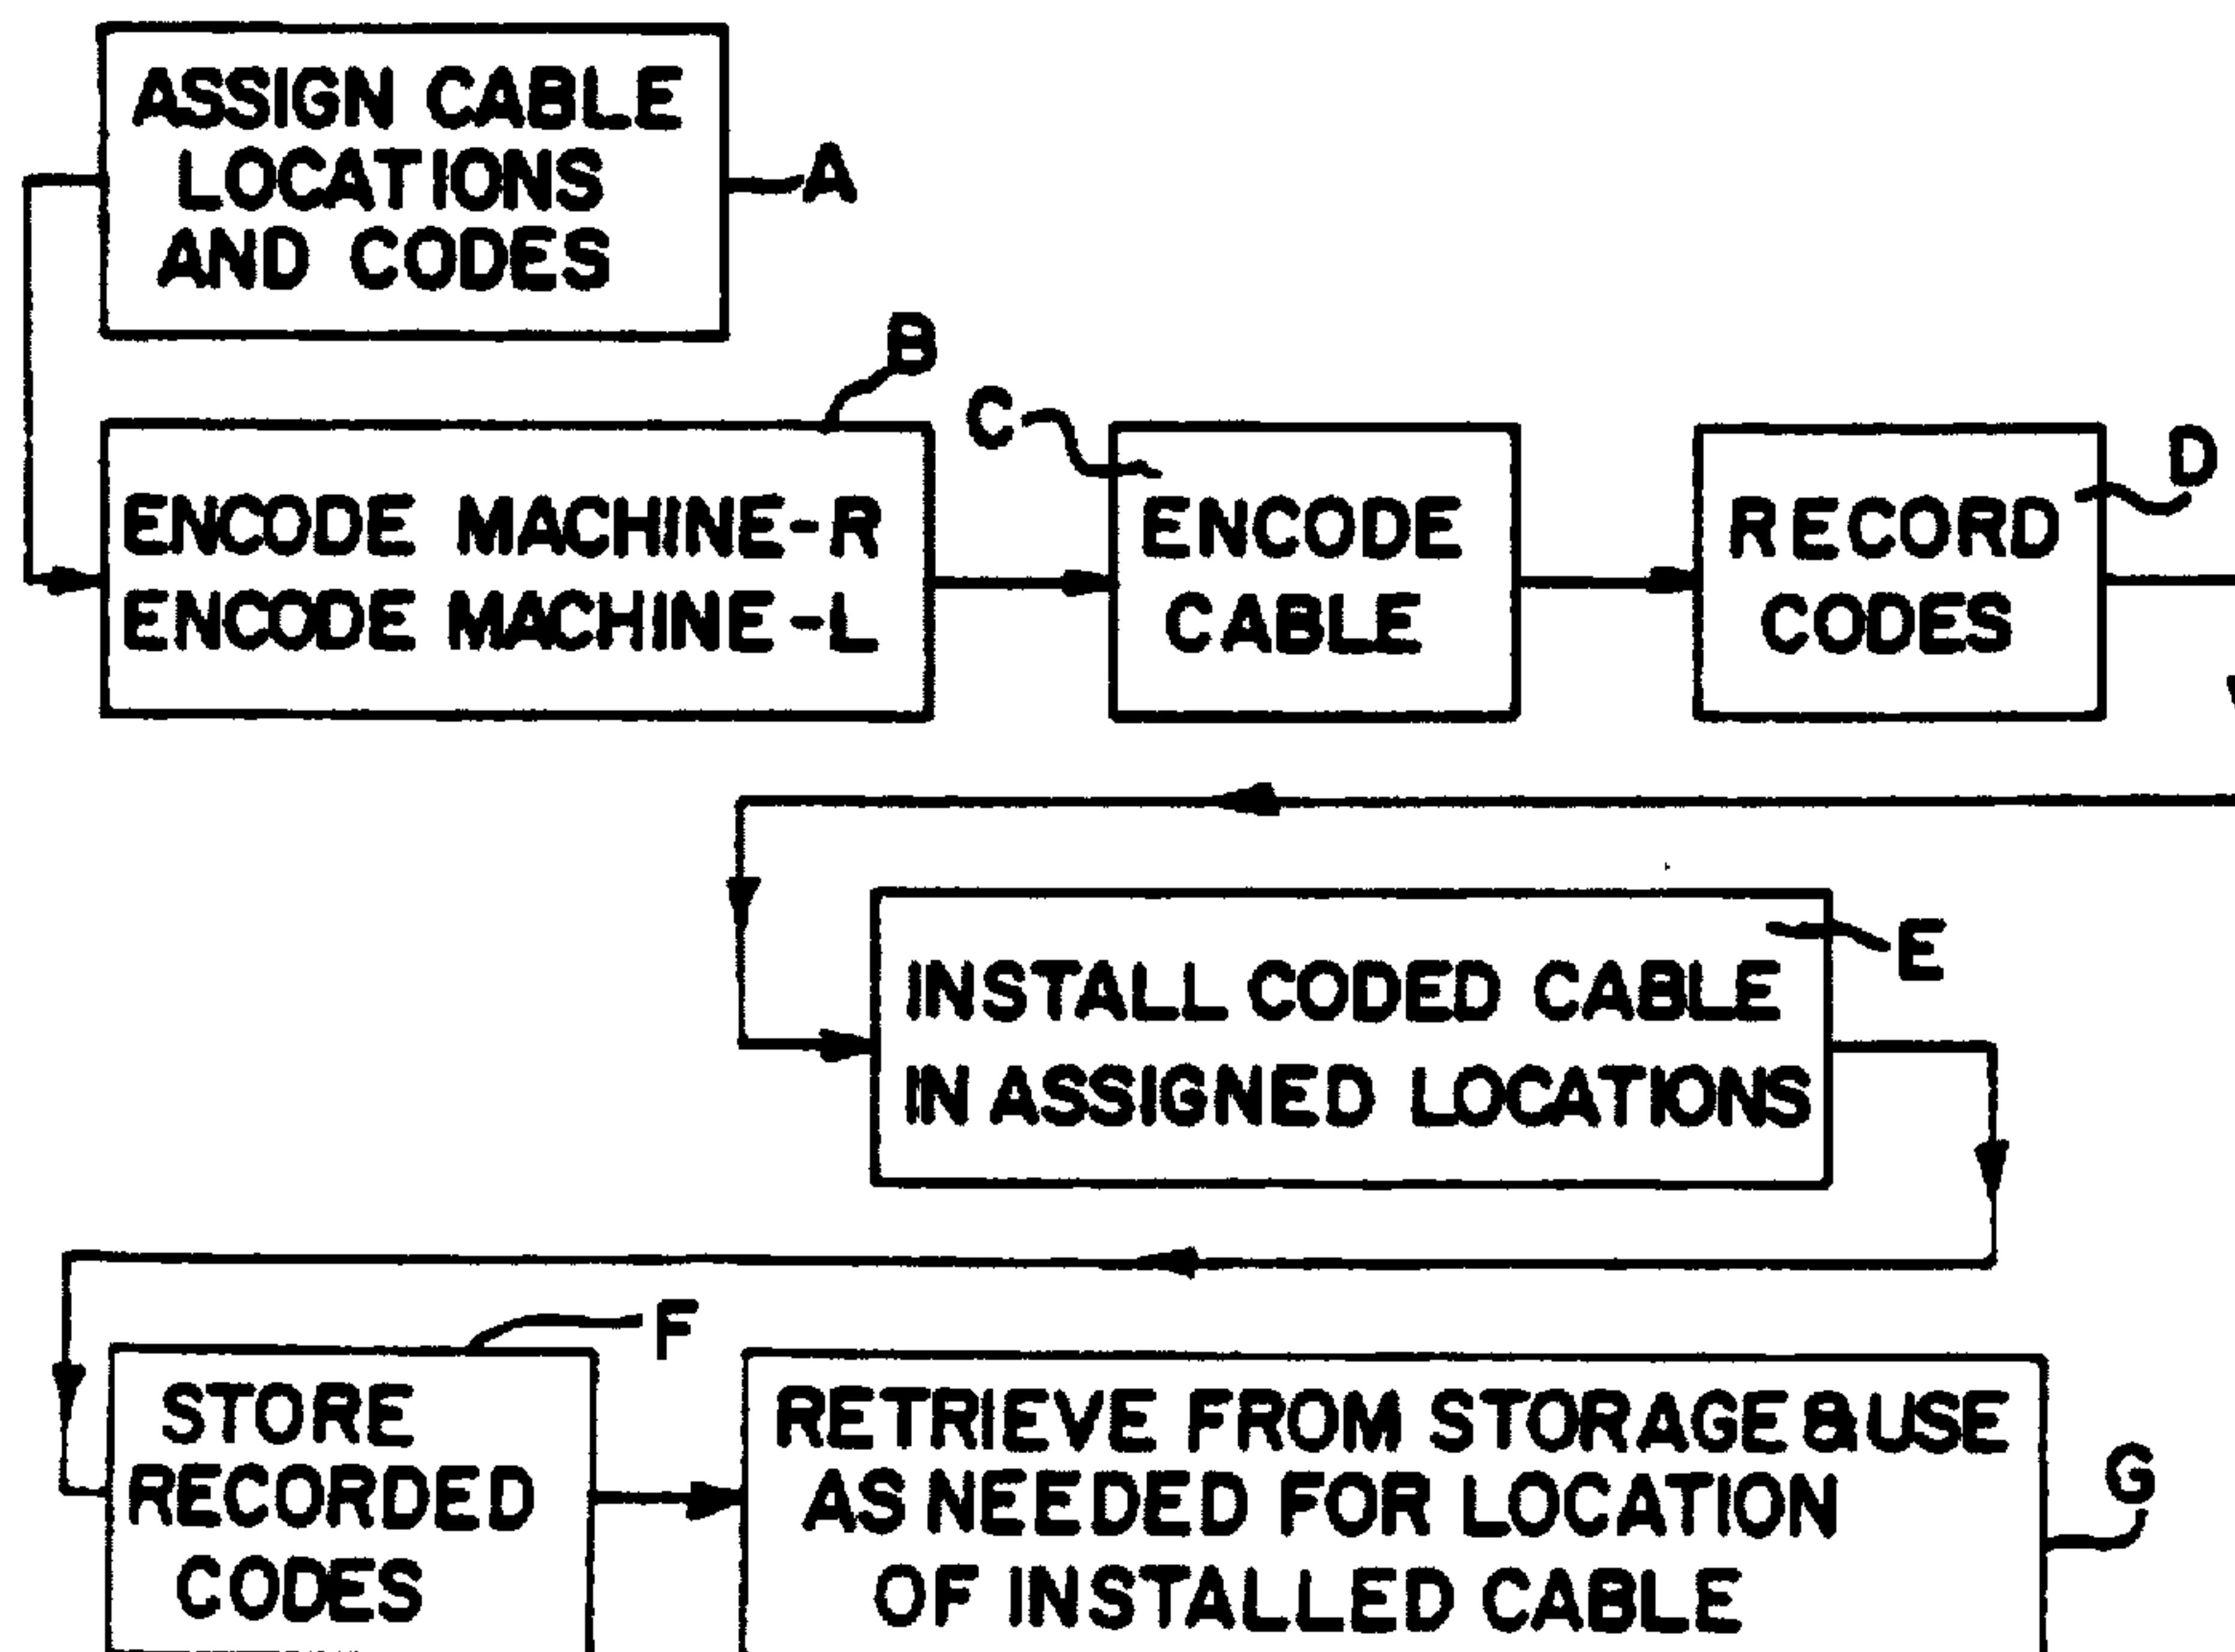 ASSIGN CABLE
LOCATIONS
AND CODES
A
B
ENCODE MACHINE-R
ENCODE MACHINE-L
C
ENCODE
CABLE
D
RECORD
CODES
E
INSTALL CODED CABLE
IN ASSIGNED LOCATIONS
F
STORE
RECORDED
CODES
RETRIEVE FROM STORAGE & USE
AS NEEDED FOR LOCATION
OF INSTALLED CABLE
G